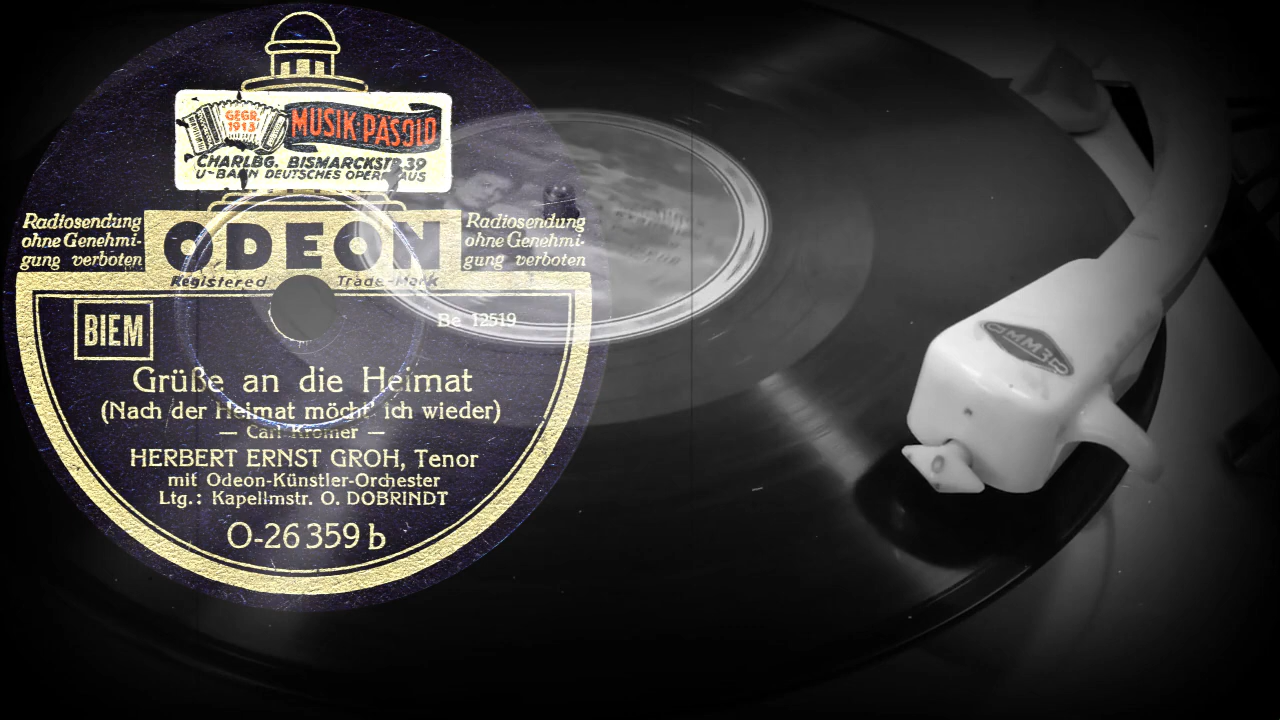 GEGR.
1913
MUSIK-PASOLD
CHARLBG. BISMARCKSTR. 39
U-BAHN DEUTSCHES OPERNHAUS
Radiosendung
ohne Genehmi-
gung verboten
ODEON
Radiosendung
ohne Genehmi-
gung verboten
Registered Trade-Mark
BIEM
Be 12519
Grüße an die Heimat
(Nach der Heimat möcht' ich wieder)
— Carl Kromer —
HERBERT ERNST GROH, Tenor
mit Odeon-Künstler-Orchester
Ltg.: Kapellmstr. O. DOBRINDT
O-26 359 b